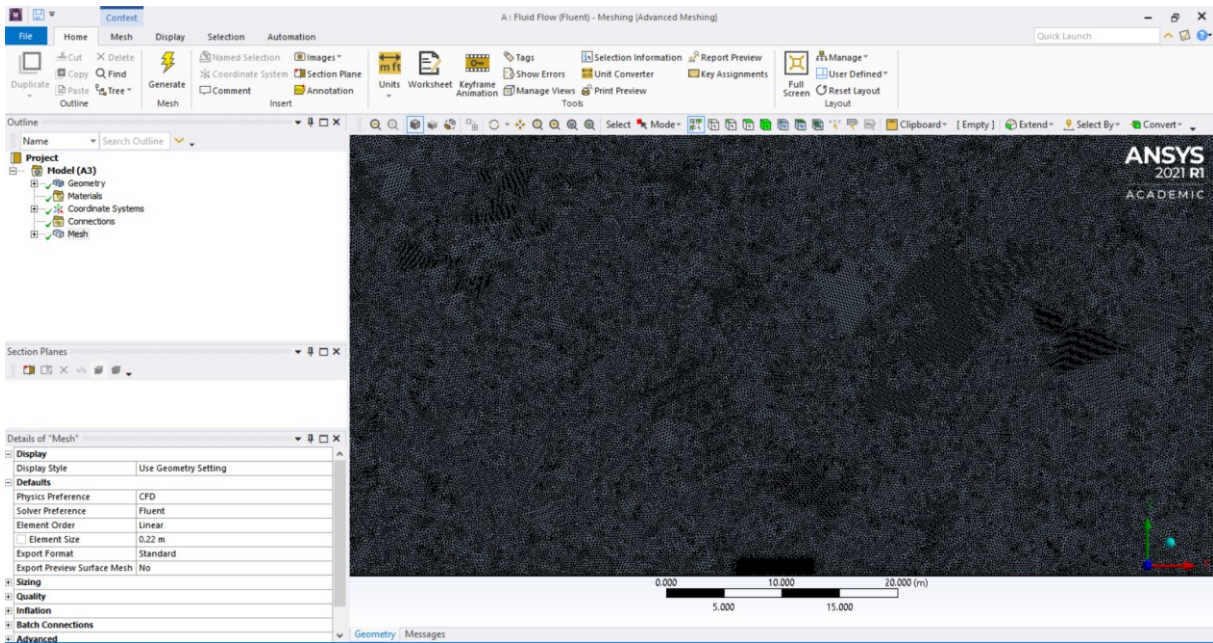 M
Context
A : Fluid Flow (Fluent) - Meshing [Advanced Meshing]
File Home Mesh Display Selection Automation
Quick Launch
Duplicate
Cut
Copy
Paste
Delete
Find
Tree
Outline
Generate
Mesh
Named Selection
Coordinate System
Comment
Images
Section Plane
Annotation
Insert
m ft
Units
Worksheet
Keyframe Animation
Tags
Show Errors
Manage Views
Selection Information
Unit Converter
Print Preview
Report Preview
Key Assignments
Tools
Full Screen
Manage
User Defined
Reset Layout
Layout
Outline
Name Search Outline
Select Mode Clipboard [ Empty ] Extend Select By Convert
Project
Model (A3)
Geometry
Materials
Coordinate Systems
Connections
Mesh
ANSYS
2021 R1
ACADEMIC
Section Planes
Details of "Mesh"
Display
Display Style Use Geometry Setting
Defaults
Physics Preference CFD
Solver Preference Fluent
Element Order Linear
Element Size 0.22 m
Export Format Standard
Export Preview Surface Mesh No
Sizing
Quality
Inflation
Batch Connections
Advanced
0.000 10.000 20.000 (m)
5.000 15.000
Geometry Messages